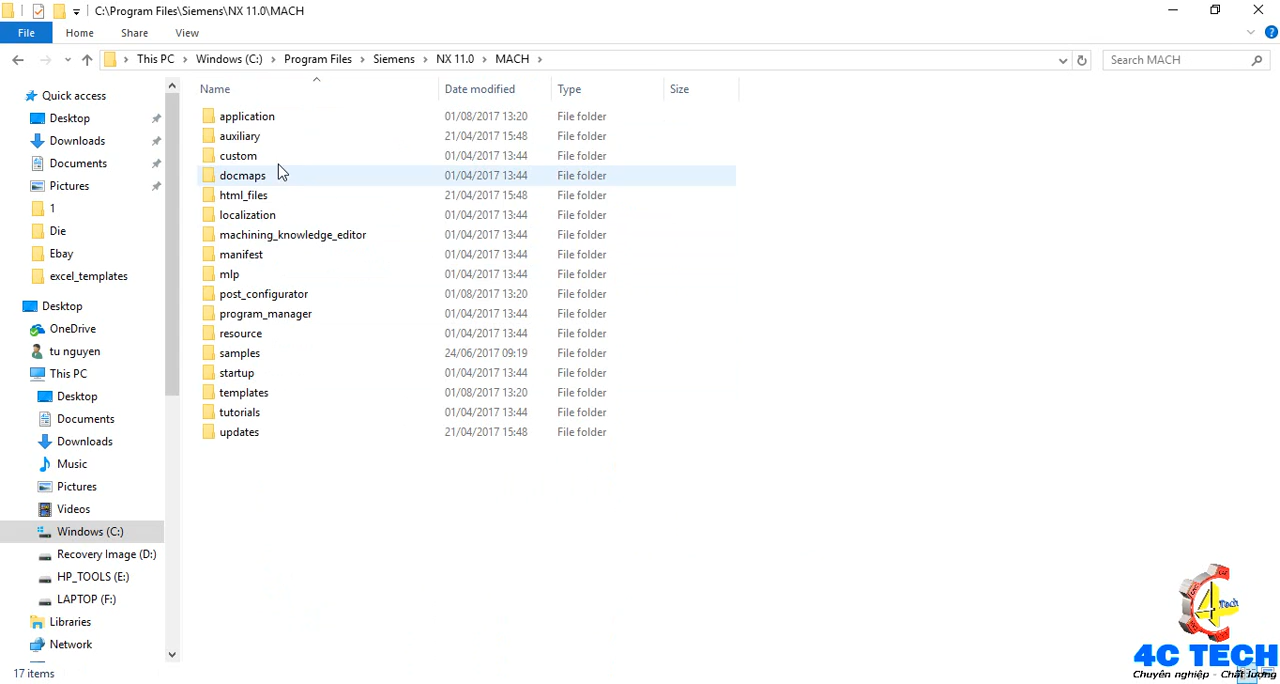 C:\Program Files\Siemens\NX 11.0\MACH
File Home Share View
This PC Windows (C:) Program Files Siemens NX 11.0 MACH
Search MACH
Name Date modified Type Size
Quick access
Desktop
Downloads
Documents
Pictures
1
Die
Ebay
excel_templates
Desktop
OneDrive
tu nguyen
This PC
Desktop
Documents
Downloads
Music
Pictures
Videos
Windows (C:)
Recovery Image (D:)
HP_TOOLS (E:)
LAPTOP (F:)
Libraries
Network
application 01/08/2017 13:20 File folder
auxiliary 21/04/2017 15:48 File folder
custom 01/04/2017 13:44 File folder
docmaps 01/04/2017 13:44 File folder
html_files 21/04/2017 15:48 File folder
localization 01/04/2017 13:44 File folder
machining_knowledge_editor 01/04/2017 13:44 File folder
manifest 01/04/2017 13:44 File folder
mlp 01/04/2017 13:44 File folder
post_configurator 01/08/2017 13:20 File folder
program_manager 01/04/2017 13:44 File folder
resource 01/04/2017 13:44 File folder
samples 24/06/2017 09:19 File folder
startup 01/04/2017 13:44 File folder
templates 01/08/2017 13:20 File folder
tutorials 01/04/2017 13:44 File folder
updates 21/04/2017 15:48 File folder
17 items
4 Tech
4C TECH
Chuyên nghiệp - Chất lượng